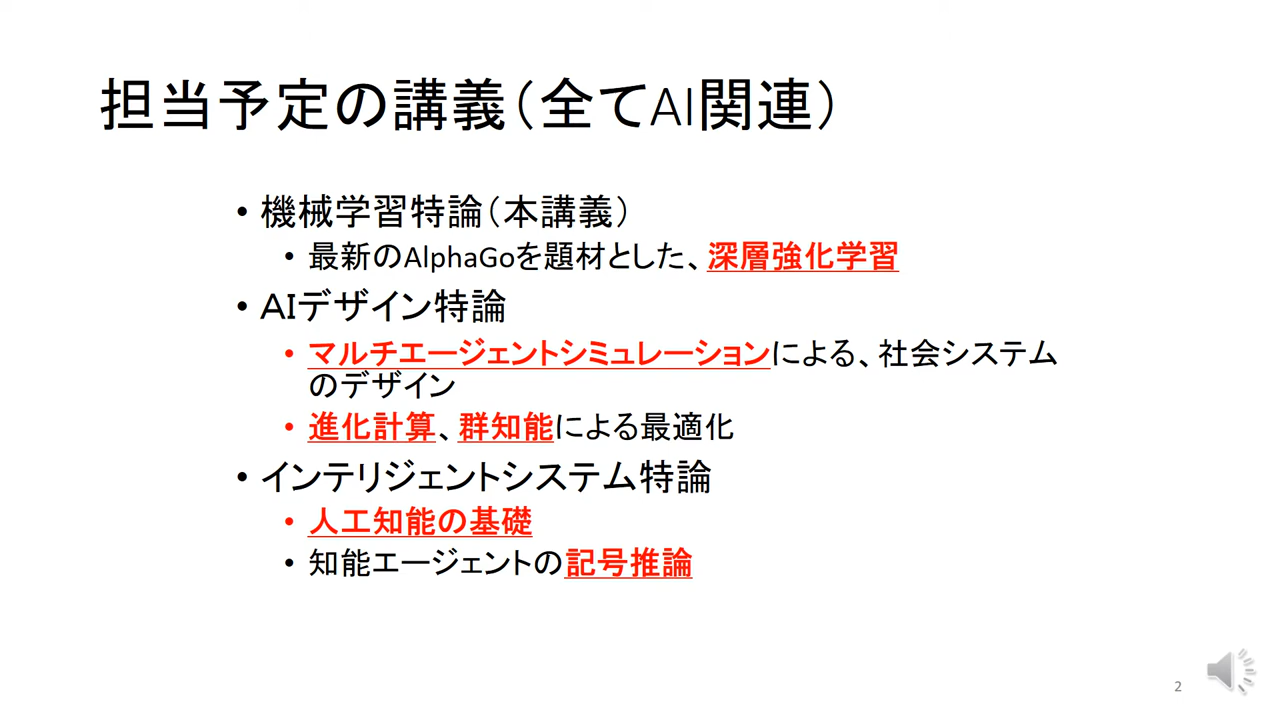 担当予定の講義（全てAI関連）
• 機械学習特論（本講義）
• 最新のAlphaGoを題材とした、深層強化学習
• AIデザイン特論
• マルチエージェントシミュレーションによる、社会システム
のデザイン
• 進化計算、群知能による最適化
• インテリジェントシステム特論
• 人工知能の基礎
• 知能エージェントの記号推論
2